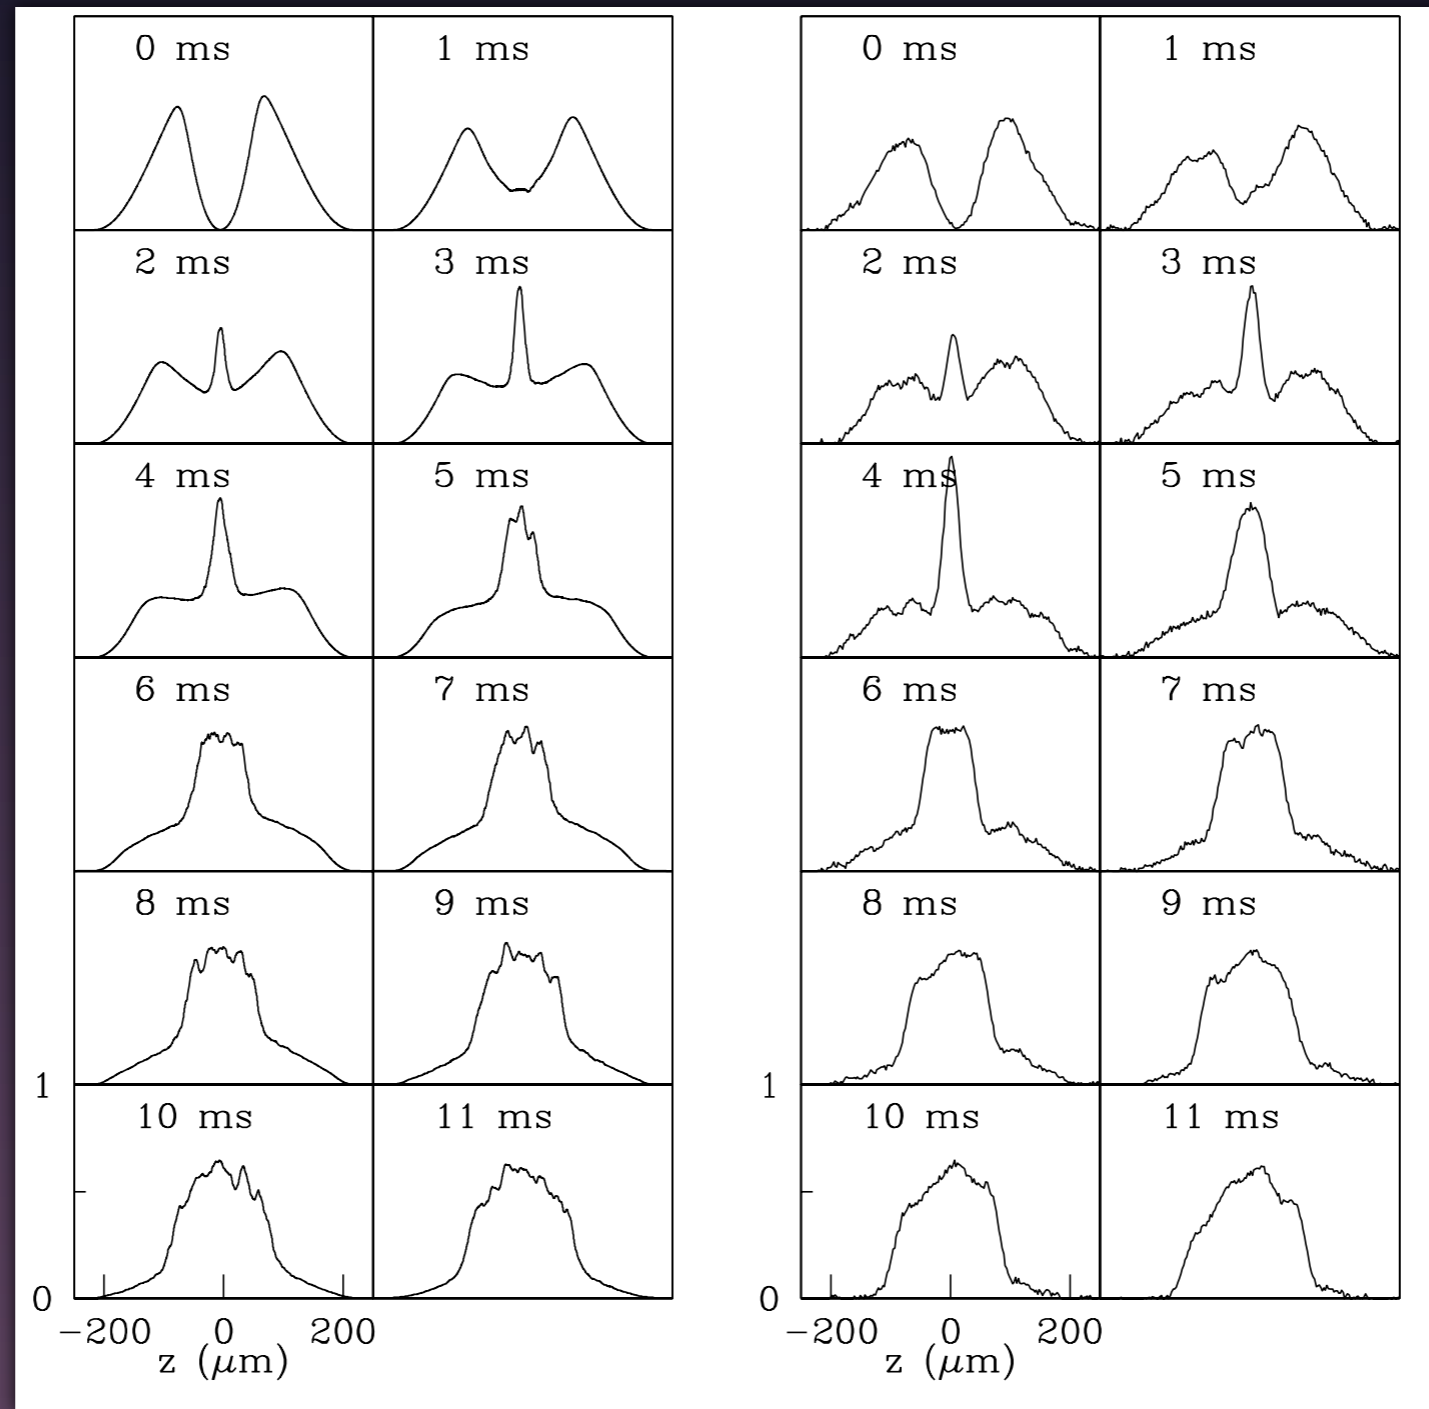 0 ms 1 ms 0 ms 1 ms
2 ms 3 ms 2 ms 3 ms
4 ms 5 ms 4 ms 5 ms
6 ms 7 ms 6 ms 7 ms
8 ms 9 ms 8 ms 9 ms
1 1
10 ms 11 ms 10 ms 11 ms
0 0
−200 0 200 −200 0 200
z (μm) z (μm)